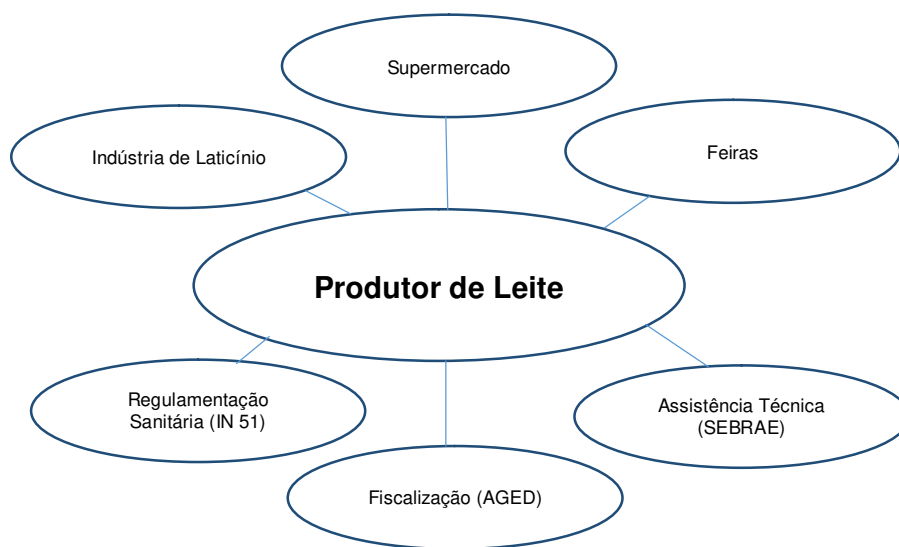 Supermercado
Indústria de Laticínio
Feiras
Produtor de Leite
Regulamentação
Sanitária (IN 51)
Assistência Técnica
(SEBRAE)
Fiscalização (AGED)